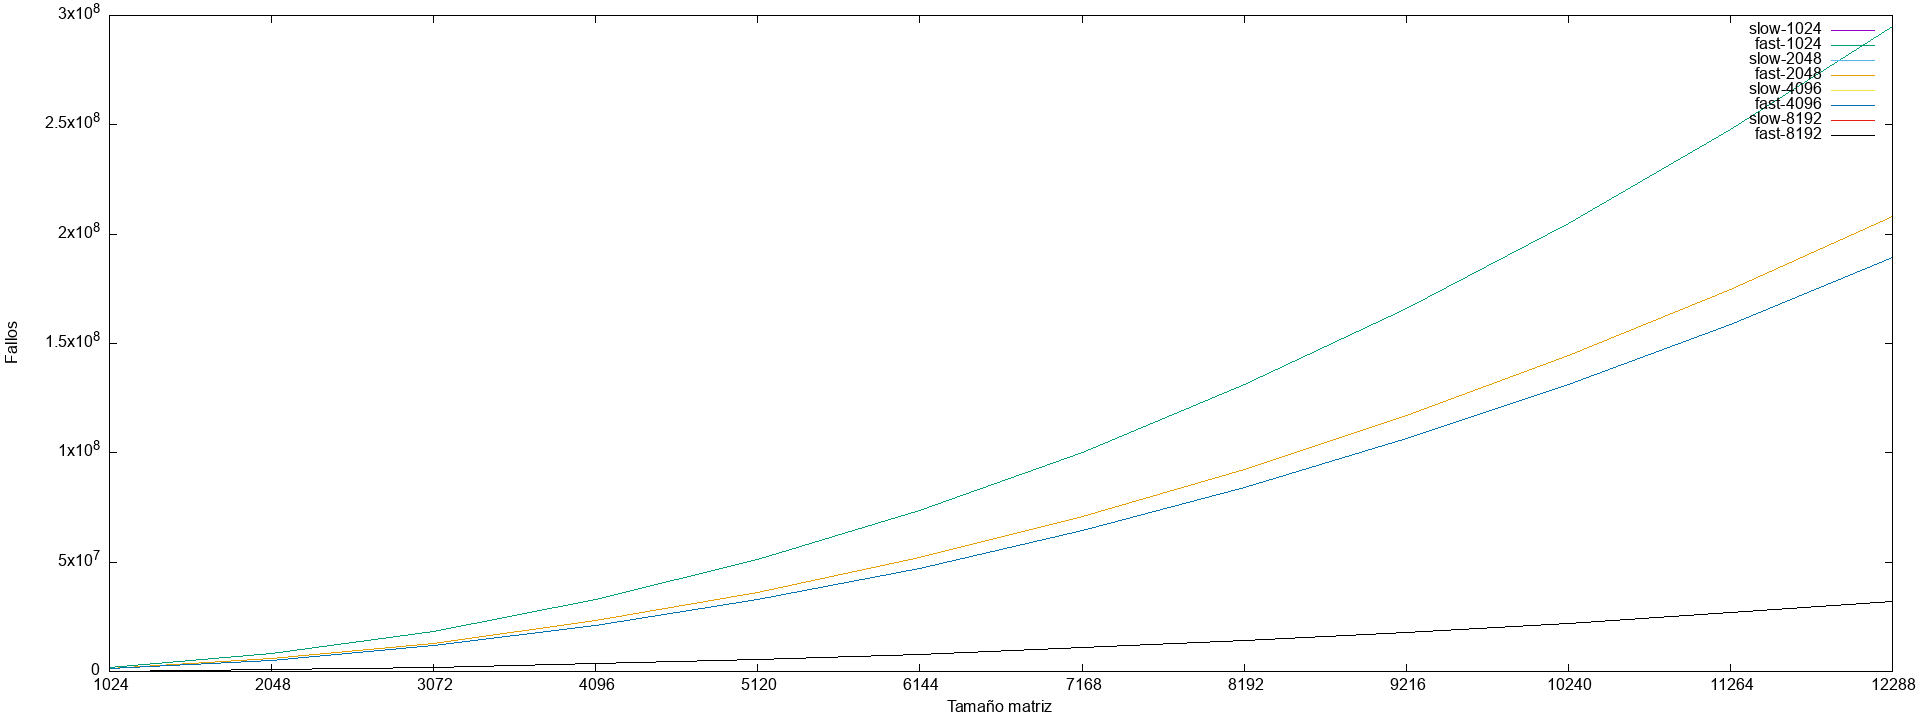 3x10^8
2.5x10^8
2x10^8
1.5x10^8
1x10^8
5x10^7
0
Fallos
slow-1024
fast-1024
slow-2048
fast-2048
slow-4096
fast-4096
slow-8192
fast-8192
1024 2048 3072 4096 5120 6144 7168 8192 9216 10240 11264 12288
Tamaño matriz